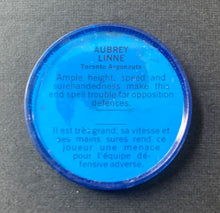 AUBREY
LINNE
Toronto Argonauts
Ample height, speed and
surehandedness make this
end spell trouble for opposition
defences.
Il est très grand; sa vitesse et
des mains sures rend ce
joueur une menace
pour l'équipe dé-
fensive adverse.